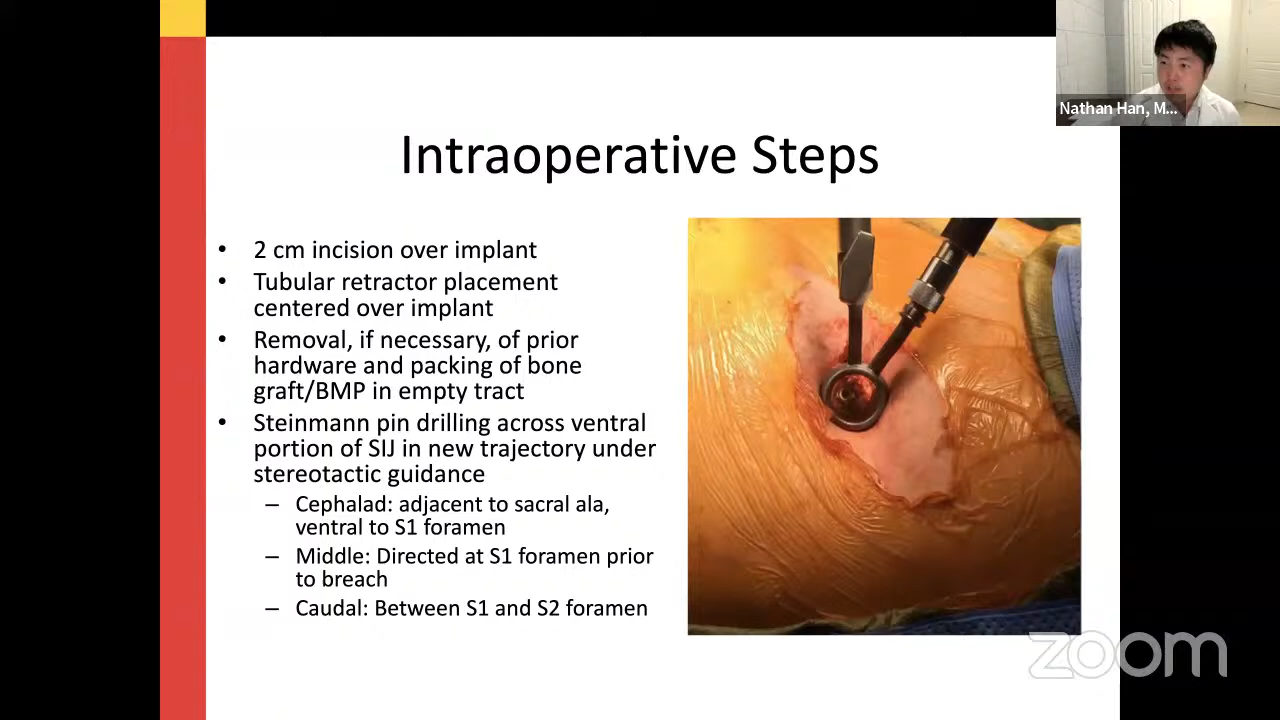 Nathan Han, M...
Intraoperative Steps
• 2 cm incision over implant
• Tubular retractor placement
centered over implant
• Removal, if necessary, of prior
hardware and packing of bone
graft/BMP in empty tract
• Steinmann pin drilling across ventral
portion of SIJ in new trajectory under
stereotactic guidance
– Cephalad: adjacent to sacral ala,
ventral to S1 foramen
– Middle: Directed at S1 foramen prior
to breach
– Caudal: Between S1 and S2 foramen
zoom